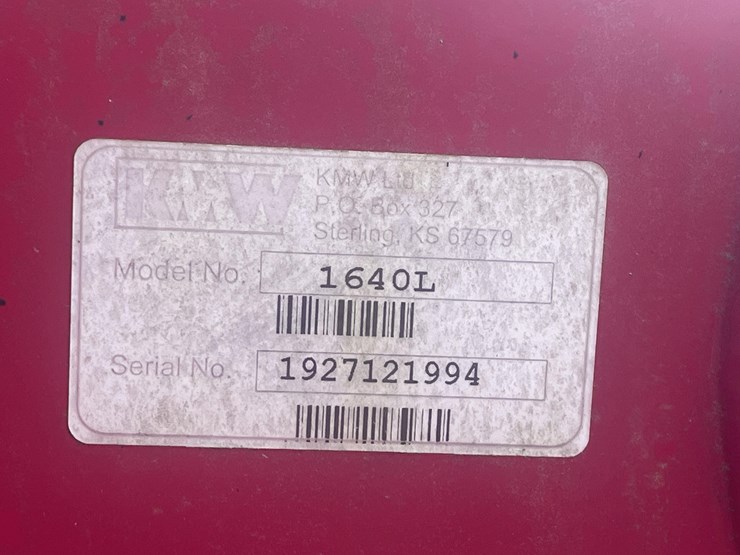 KMW
KMW Ltd
P.O. Box 327
Sterling, KS 67579
Model No. 1640L
Serial No. 1927121994